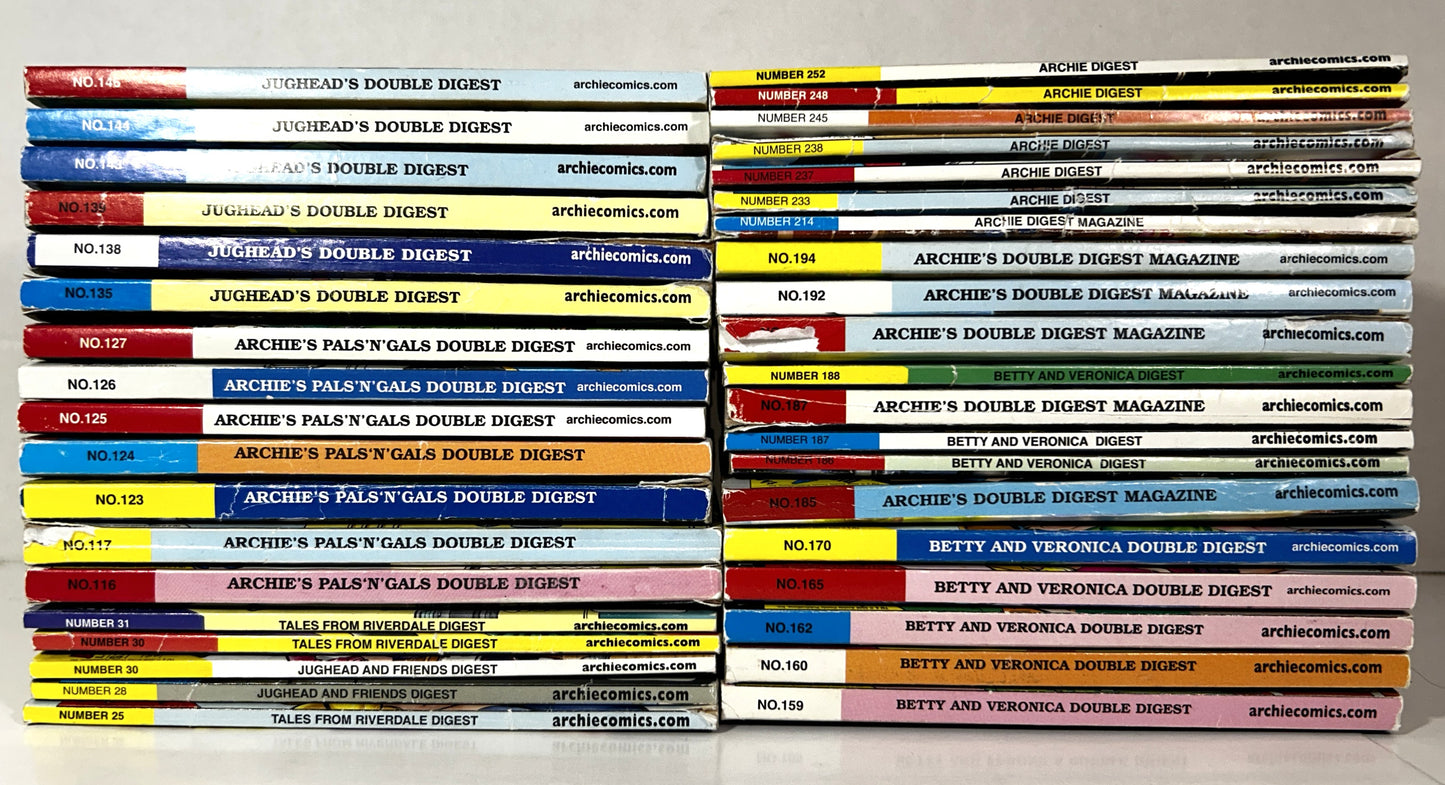 NO.145 JUGHEAD'S DOUBLE DIGEST archiecomics.com
NO.144 JUGHEAD'S DOUBLE DIGEST archiecomics.com
NO.143 JUGHEAD'S DOUBLE DIGEST archiecomics.com
NO.139 JUGHEAD'S DOUBLE DIGEST archiecomics.com
NO.138 JUGHEAD'S DOUBLE DIGEST archiecomics.com
NO.135 JUGHEAD'S DOUBLE DIGEST archiecomics.com
NO.127 ARCHIE'S PALS'N'GALS DOUBLE DIGEST archiecomics.com
NO.126 ARCHIE'S PALS'N'GALS DOUBLE DIGEST archiecomics.com
NO.125 ARCHIE'S PALS'N'GALS DOUBLE DIGEST archiecomics.com
NO.124 ARCHIE'S PALS'N'GALS DOUBLE DIGEST
NO.123 ARCHIE'S PALS'N'GALS DOUBLE DIGEST
NO.117 ARCHIE'S PALS'N'GALS DOUBLE DIGEST
NO.116 ARCHIE'S PALS'N'GALS DOUBLE DIGEST
NUMBER 31 TALES FROM RIVERDALE DIGEST archiecomics.com
NUMBER 30 TALES FROM RIVERDALE DIGEST archiecomics.com
NUMBER 30 JUGHEAD AND FRIENDS DIGEST archiecomics.com
NUMBER 28 JUGHEAD AND FRIENDS DIGEST archiecomics.com
NUMBER 25 TALES FROM RIVERDALE DIGEST archiecomics.com
NUMBER 252 ARCHIE DIGEST archiecomics.com
NUMBER 248 ARCHIE DIGEST archiecomics.com
NUMBER 245 ARCHIE DIGEST archiecomics.com
NUMBER 238 ARCHIE DIGEST archiecomics.com
NUMBER 237 ARCHIE DIGEST archiecomics.com
NUMBER 233 ARCHIE DIGEST archiecomics.com
NUMBER 214 ARCHIE DIGEST MAGAZINE
NO.194 ARCHIE'S DOUBLE DIGEST MAGAZINE archiecomics.com
NO.192 ARCHIE'S DOUBLE DIGEST MAGAZINE archiecomics.com
ARCHIE'S DOUBLE DIGEST MAGAZINE archiecomics.com
NUMBER 188 BETTY AND VERONICA DIGEST archiecomics.com
NO.187 ARCHIE'S DOUBLE DIGEST MAGAZINE archiecomics.com
NUMBER 187 BETTY AND VERONICA DIGEST archiecomics.com
NUMBER 186 BETTY AND VERONICA DIGEST archiecomics.com
NO.185 ARCHIE'S DOUBLE DIGEST MAGAZINE archiecomics.com
NO.170 BETTY AND VERONICA DOUBLE DIGEST archiecomics.com
NO.165 BETTY AND VERONICA DOUBLE DIGEST archiecomics.com
NO.162 BETTY AND VERONICA DOUBLE DIGEST archiecomics.com
NO.160 BETTY AND VERONICA DOUBLE DIGEST archiecomics.com
NO.159 BETTY AND VERONICA DOUBLE DIGEST archiecomics.com